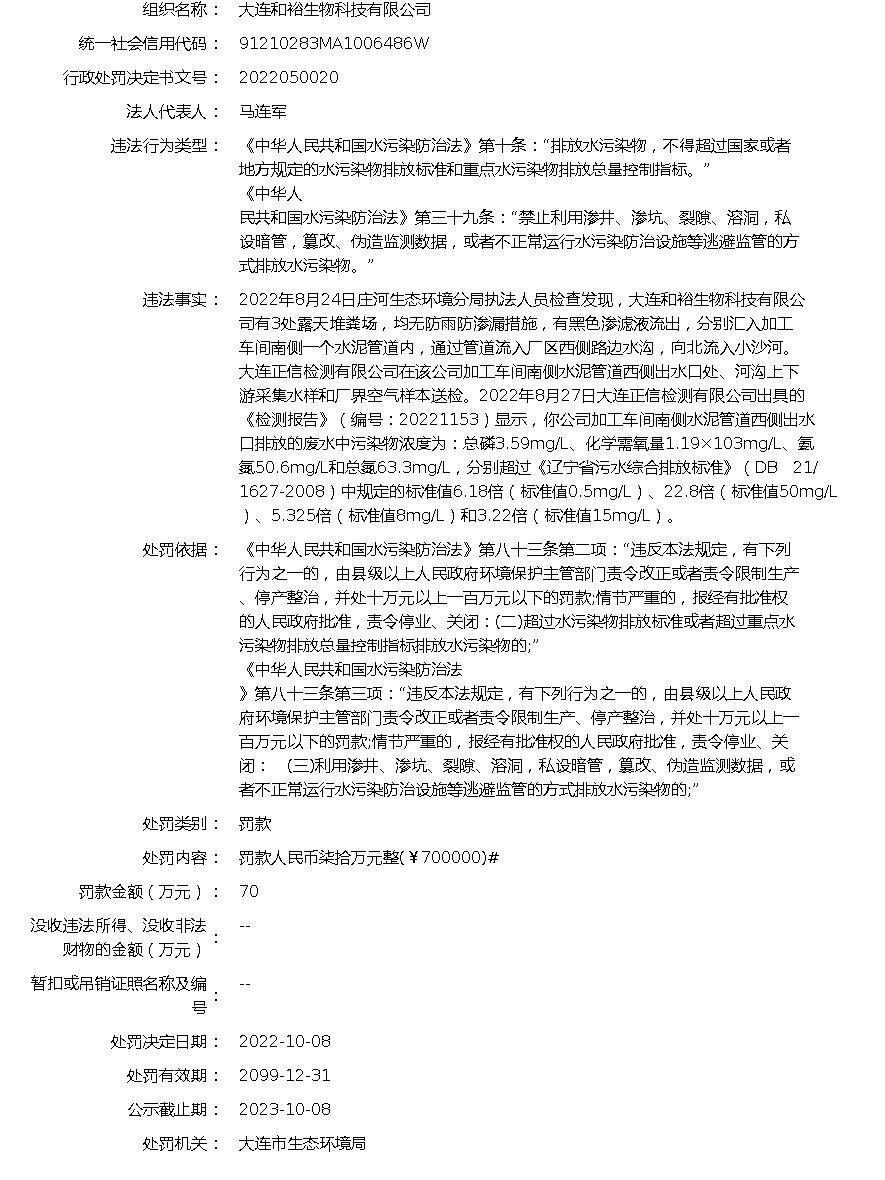 组织名称： 大连和裕生物科技有限公司
统一社会信用代码： 91210283MA1006486W
行政处罚决定书文号： 2022050020
法人代表人： 马连军
违法行为类型： 《中华人民共和国水污染防治法》第十条：“排放水污染物，不得超过国家或者
地方规定的水污染物排放标准和重点水污染物排放总量控制指标。”
《中华人
民共和国水污染防治法》第三十九条：“禁止利用渗井、渗坑、裂隙、溶洞，私
设暗管，篡改、伪造监测数据，或者不正常运行水污染防治设施等逃避监管的方
式排放水污染物。”
违法事实： 2022年8月24日庄河生态环境分局执法人员检查发现，大连和裕生物科技有限公
司有3处露天堆粪场，均无防雨防渗漏措施，有黑色渗滤液流出，分别汇入加工
车间南侧一个水泥管道内，通过管道流入厂区西侧路边水沟，向北流入小沙河。
大连正信检测有限公司在该公司加工车间南侧水泥管道西侧出水口处、河沟上下
游采集水样和厂界空气样本送检。2022年8月27日大连正信检测有限公司出具的
《检测报告》（编号：20221153）显示，你公司加工车间南侧水泥管道西侧出水
口排放的废水中污染物浓度为：总磷3.59mg/L、化学需氧量1.19×103mg/L、氨
氮50.6mg/L和总氮63.3mg/L，分别超过《辽宁省污水综合排放标准》（DB 21/
1627-2008）中规定的标准值6.18倍（标准值0.5mg/L）、22.8倍（标准值50mg/L
）、5.325倍（标准值8mg/L）和3.22倍（标准值15mg/L）。
处罚依据： 《中华人民共和国水污染防治法》第八十三条第二项：“违反本法规定，有下列
行为之一的，由县级以上人民政府环境保护主管部门责令改正或者责令限制生产
、停产整治，并处十万元以上一百万元以下的罚款;情节严重的，报经有批准权
的人民政府批准，责令停业、关闭：(二)超过水污染物排放标准或者超过重点水
污染物排放总量控制指标排放水污染物的;”
《中华人民共和国水污染防治法
》第八十三条第三项：“违反本法规定，有下列行为之一的，由县级以上人民政
府环境保护主管部门责令改正或者责令限制生产、停产整治，并处十万元以上一
百万元以下的罚款;情节严重的，报经有批准权的人民政府批准，责令停业、关
闭： (三)利用渗井、渗坑、裂隙、溶洞，私设暗管，篡改、伪造监测数据，或
者不正常运行水污染防治设施等逃避监管的方式排放水污染物的;”
处罚类别： 罚款
处罚内容： 罚款人民币柒拾万元整(￥700000)#
罚款金额（万元）： 70
没收违法所得、没收非法
财物的金额（万元）： --
暂扣或吊销证照名称及编
号： --
处罚决定日期： 2022-10-08
处罚有效期： 2099-12-31
公示截止期： 2023-10-08
处罚机关： 大连市生态环境局